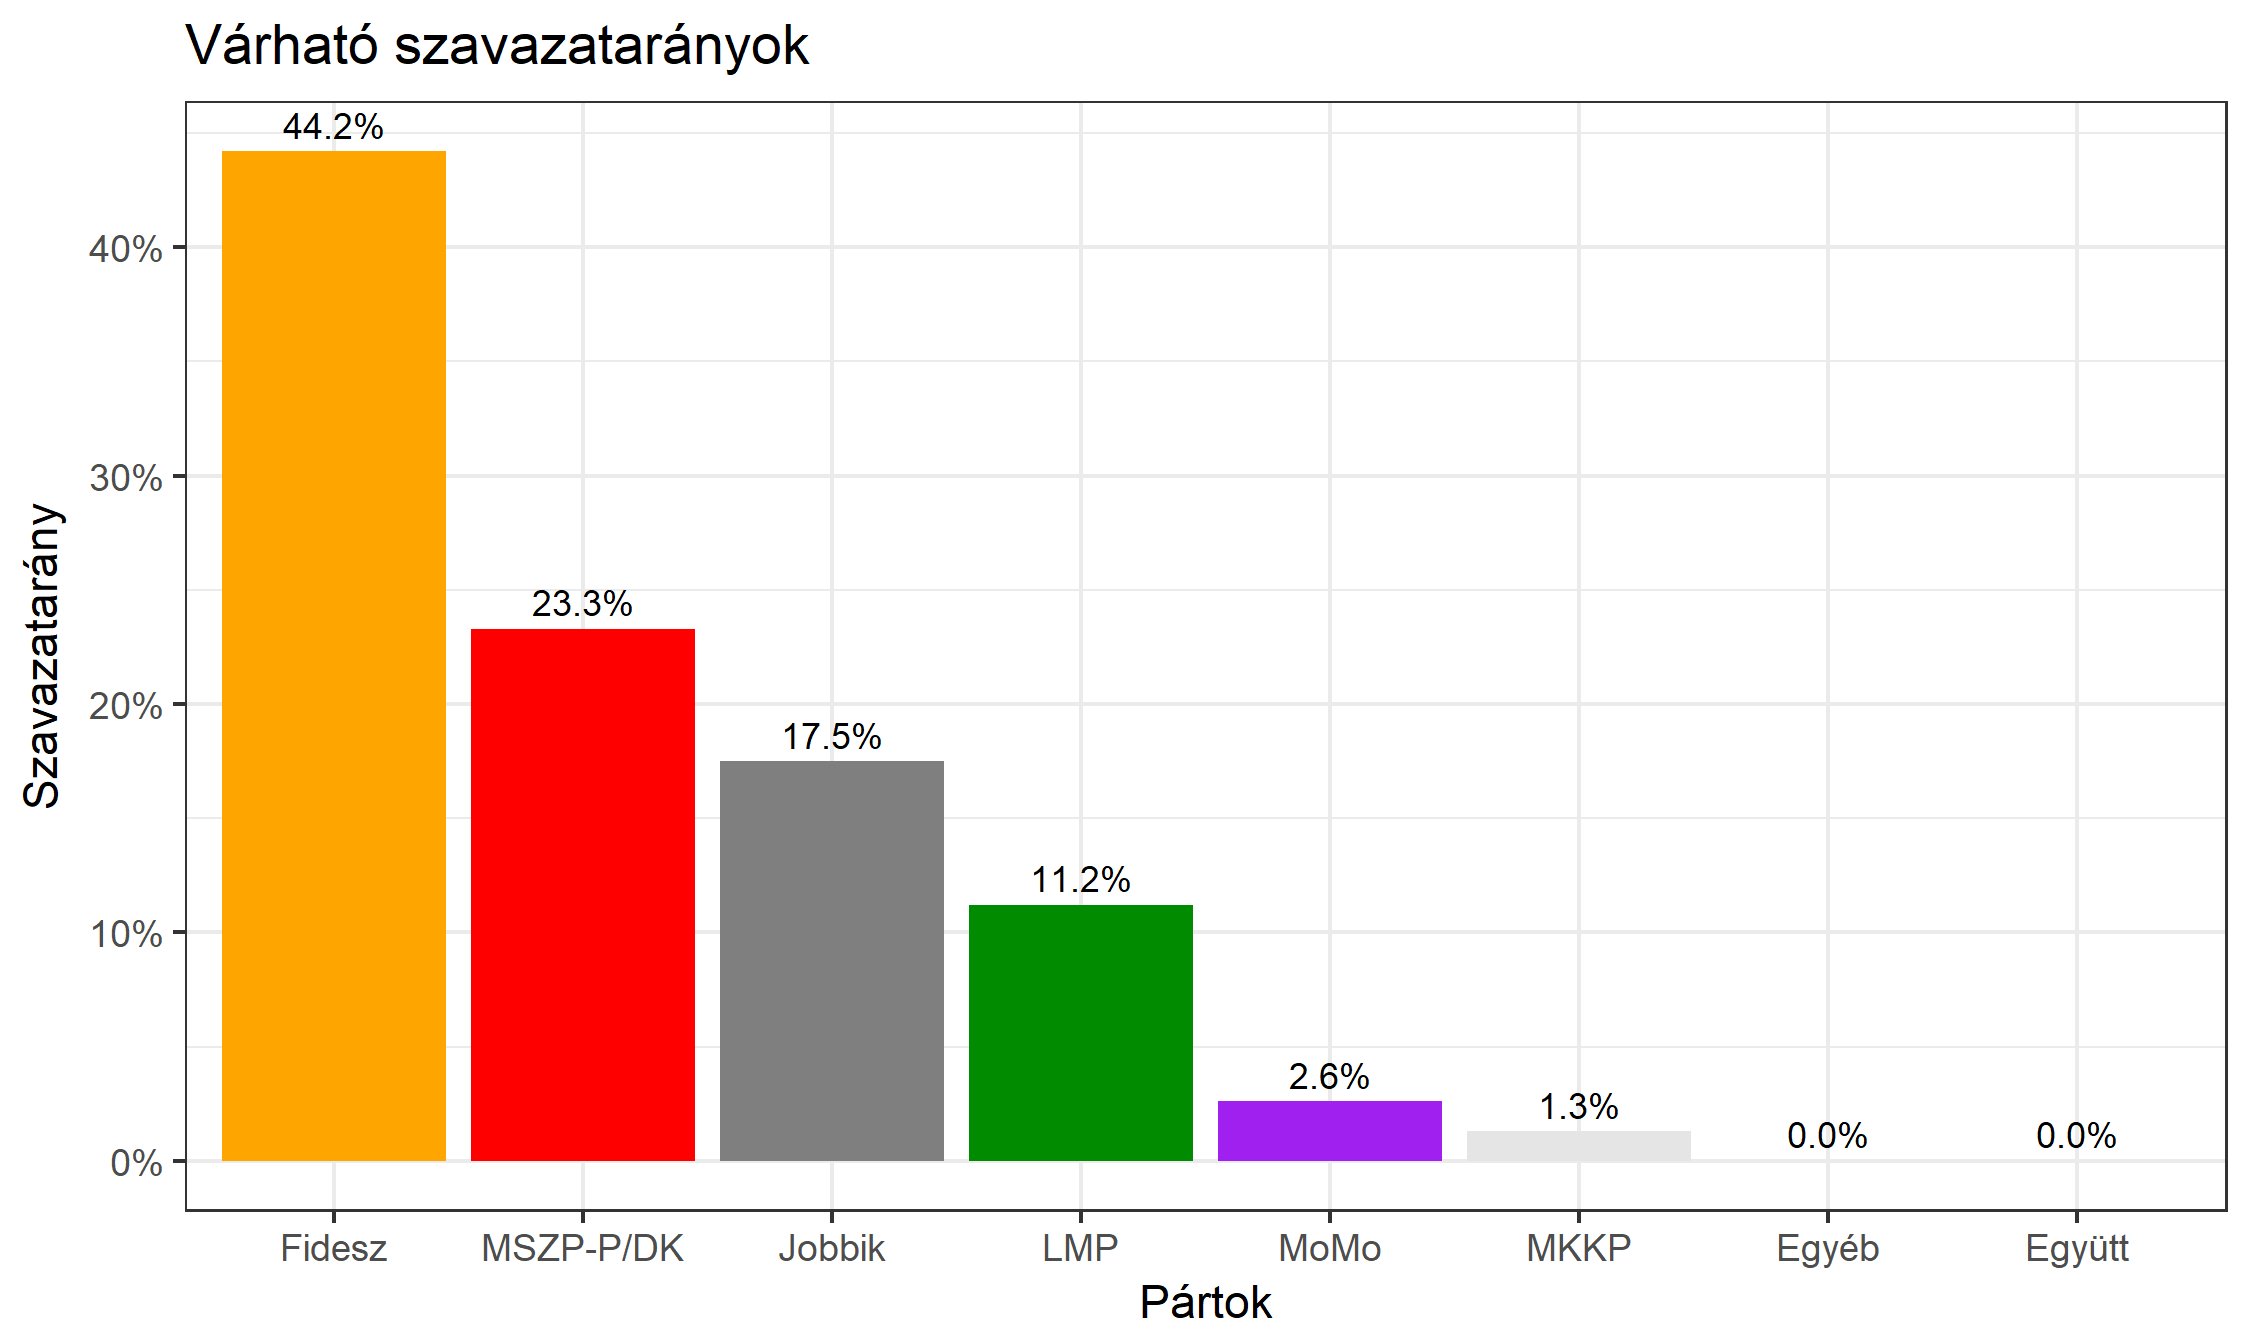 Várható szavazatarányok
Szavazatarány
40%
30%
20%
10%
0%
44.2%
23.3%
17.5%
11.2%
2.6%
1.3%
0.0%
0.0%
Fidesz
MSZP-P/DK
Jobbik
LMP
MoMo
MKKP
Egyéb
Együtt
Pártok